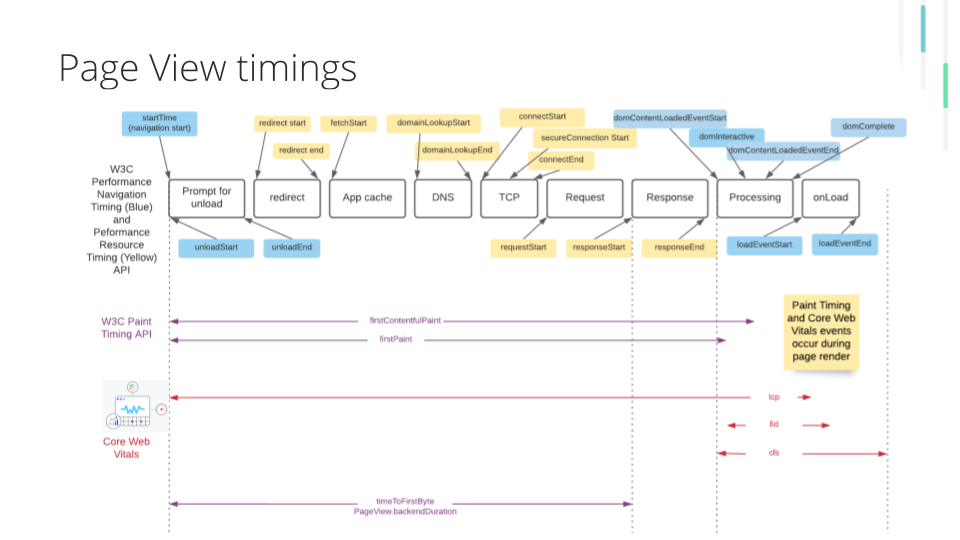 Page View timings
startTime
(navigation start)
redirect start
redirect end
fetchStart
domainLookupStart
domainLookupEnd
connectStart
secureConnection Start
connectEnd
domContentLoadedEventStart
domInteractive
domContentLoadedEventEnd
domComplete
W3C
Performance
Navigation
Timing (Blue)
and
Peformance
Resource
Timing (Yellow)
API
Prompt for
unload
redirect
App cache
DNS
TCP
Request
Response
Processing
onLoad
unloadStart
unloadEnd
requestStart
responseStart
responseEnd
loadEventStart
loadEventEnd
W3C Paint
Timing API
firstContentfulPaint
firstPaint
Paint Timing
and Core Web
Vitals events
occur during
page render
Core Web
Vitals
lcp
fid
cls
timeToFirstByte
PageView.backendDuration